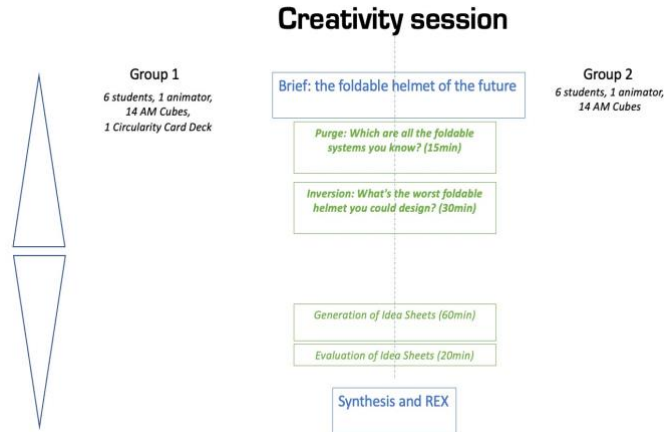 Creativity session
Group 1
6 students, 1 animator,
14 AM Cubes,
1 Circularity Card Deck
Brief: the foldable helmet of the future
Group 2
6 students, 1 animator,
14 AM Cubes
Purge: Which are all the foldable
systems you know? (15min)
Inversion: What's the worst foldable
helmet you could design? (30min)
Generation of Idea Sheets (60min)
Evaluation of Idea Sheets (20min)
Synthesis and REX